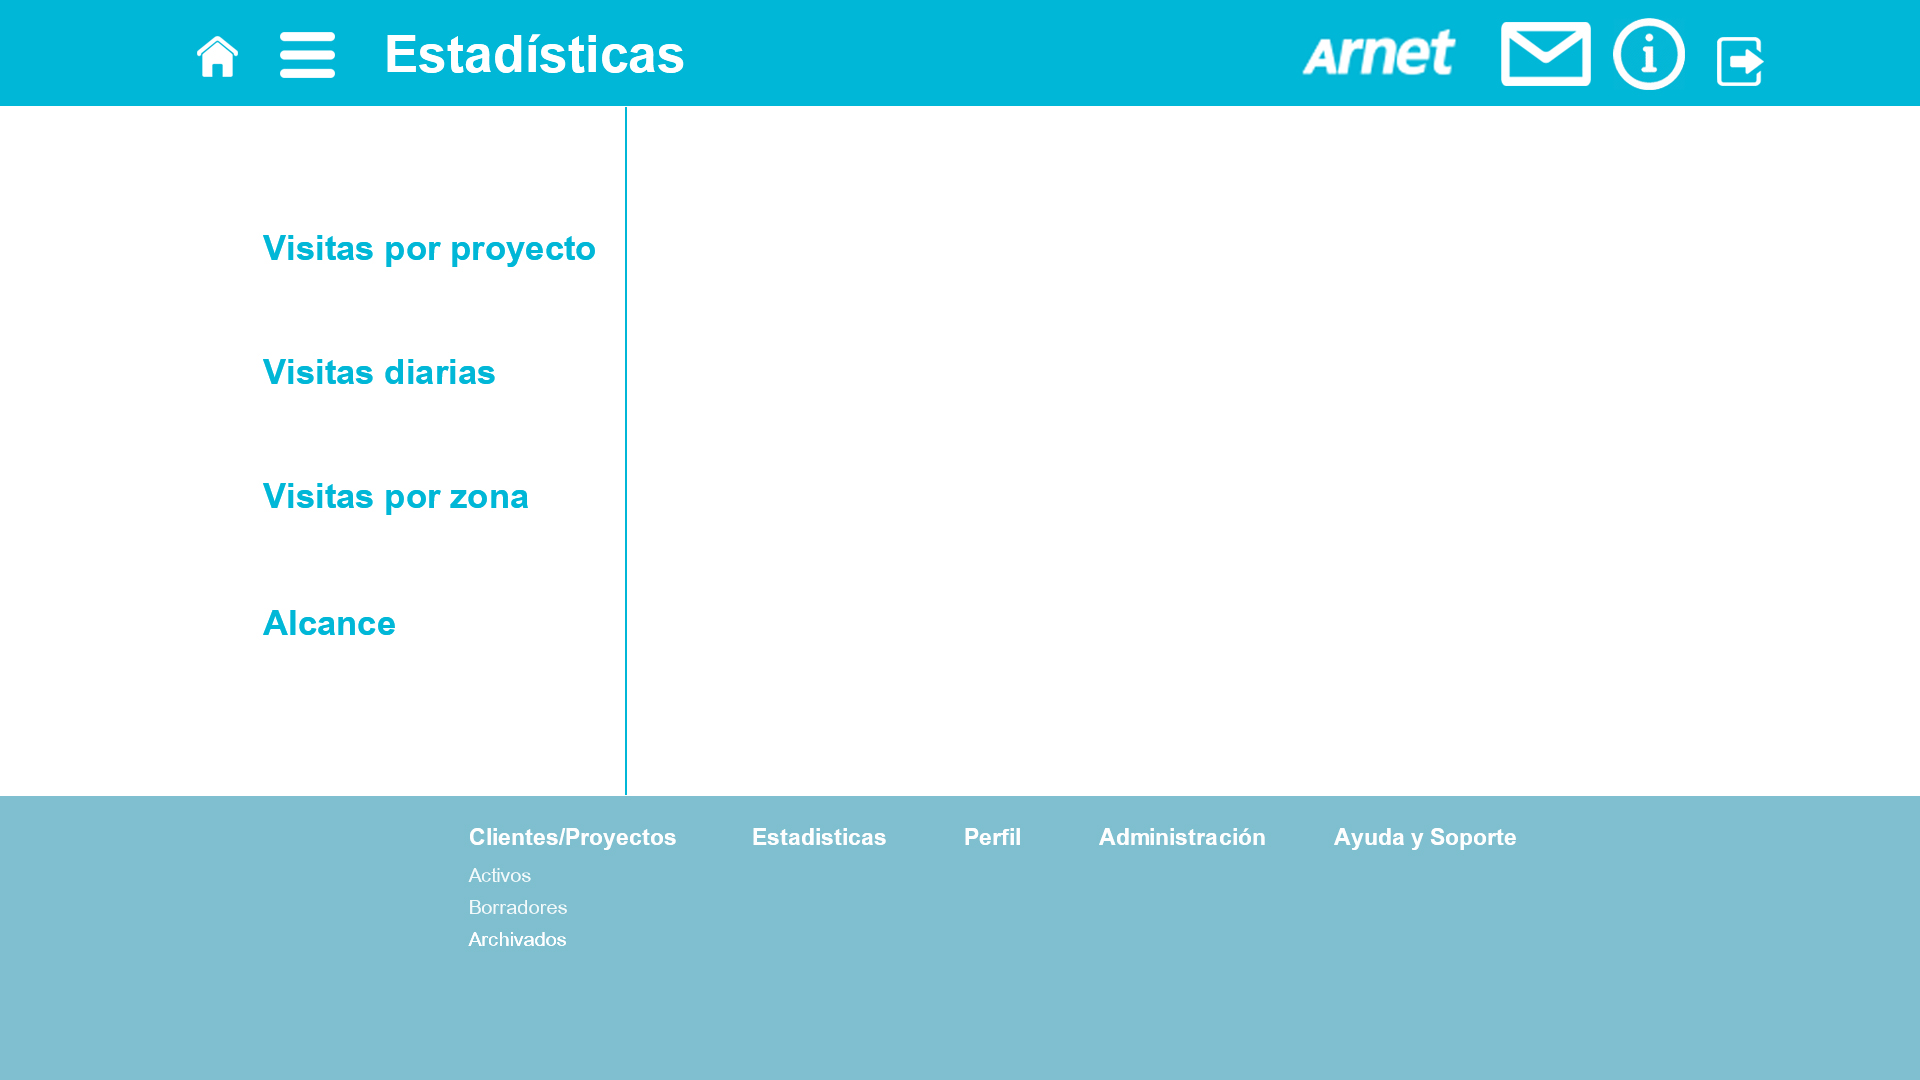 Estadísticas
Arnet
Visitas por proyecto
Visitas diarias
Visitas por zona
Alcance
Clientes/Proyectos
Activos
Borradores
Archivados
Estadisticas
Perfil
Administración
Ayuda y Soporte